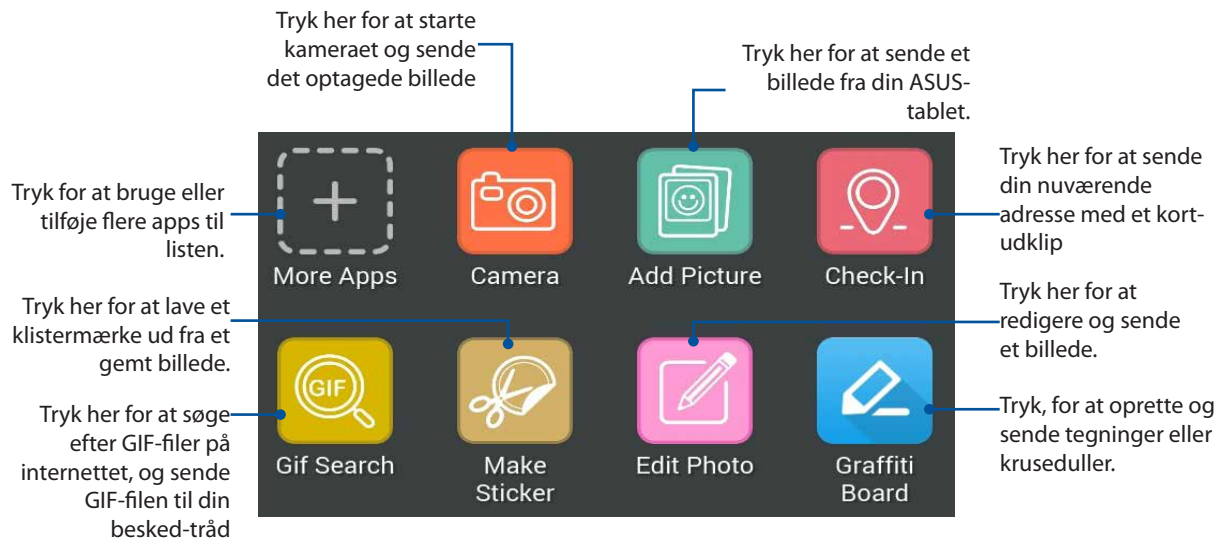 Tryk her for at starte
kameraet og sende
det optagede billede
Tryk her for at sende et
billede fra din ASUS-
tablet.
Tryk for at bruge eller
tilføje flere apps til
listen.
Tryk her for at sende
din nuværende
adresse med et kort-
udklip
More Apps
Camera
Add Picture
Check-In
Tryk her for at lave et
klistermærke ud fra et
gemt billede.
Tryk her for at
redigere og sende
et billede.
GIF
Tryk her for at søge
efter GIF-filer på
internettet, og sende
GIF-filen til din
besked-tråd
Tryk, for at oprette og
sende tegninger eller
kruseduller.
Gif Search
Make
Sticker
Edit Photo
Graffiti
Board